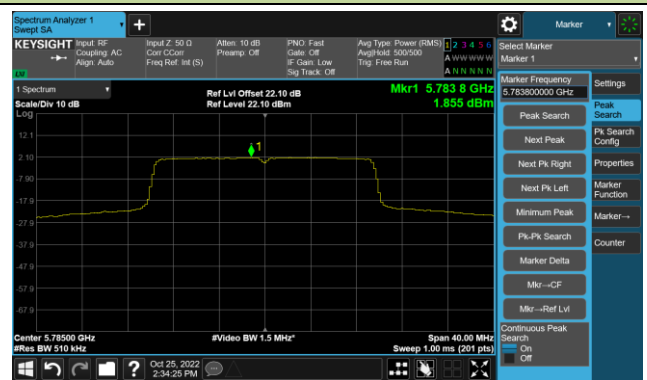 Spectrum Analyzer 1
Swept SA
+
Marker
KEYSIGHT
Input: RF
Coupling: AC
Align: Auto
Input Z: 50 Ω
Corr CCorr
Freq Ref: Int (S)
Atten: 10 dB
Preamp: Off
PNO: Fast
Gate: Off
IF Gain: Low
Sig Track: Off
Avg Type: Power (RMS)
Avg|Hold: 500/500
Trig: Free Run
1 2 3 4 5 6
A W W W W W
A N N N N N
LW
Select Marker
Marker 1
1 Spectrum
Scale/Div 10 dB
Log
Ref Lvl Offset 22.10 dB
Ref Level 22.10 dBm
Mkr1 5.783 8 GHz
1.855 dBm
1
12.1
2.10
-7.90
-17.9
-27.9
-37.9
-47.9
-57.9
-67.9
Center 5.78500 GHz
#Res BW 510 kHz
#Video BW 1.5 MHz*
Span 40.00 MHz
Sweep 1.00 ms (201 pts)
Marker Frequency
5.783800000 GHz
Peak Search
Next Peak
Next Pk Right
Next Pk Left
Minimum Peak
Pk-Pk Search
Marker Delta
Mkr→CF
Mkr→Ref Lvl
Continuous Peak
Search
On
Off
Settings
Peak
Search
Pk Search
Config
Properties
Marker
Function
Marker→
Counter
?
Oct 25, 2022
2:34:25 PM